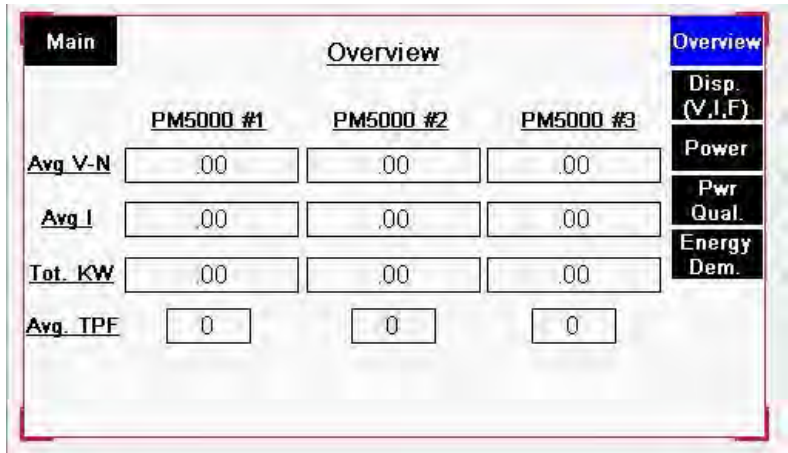 Main
Overview
Overview
Disp.
(V,I,F)
Power
Pwr
Qual.
Energy
Dem.
PM5000 #1 PM5000 #2 PM5000 #3
Avg V-N .00 .00 .00
Avg I .00 .00 .00
Tot. KW .00 .00 .00
Avg. TPF 0 0 0